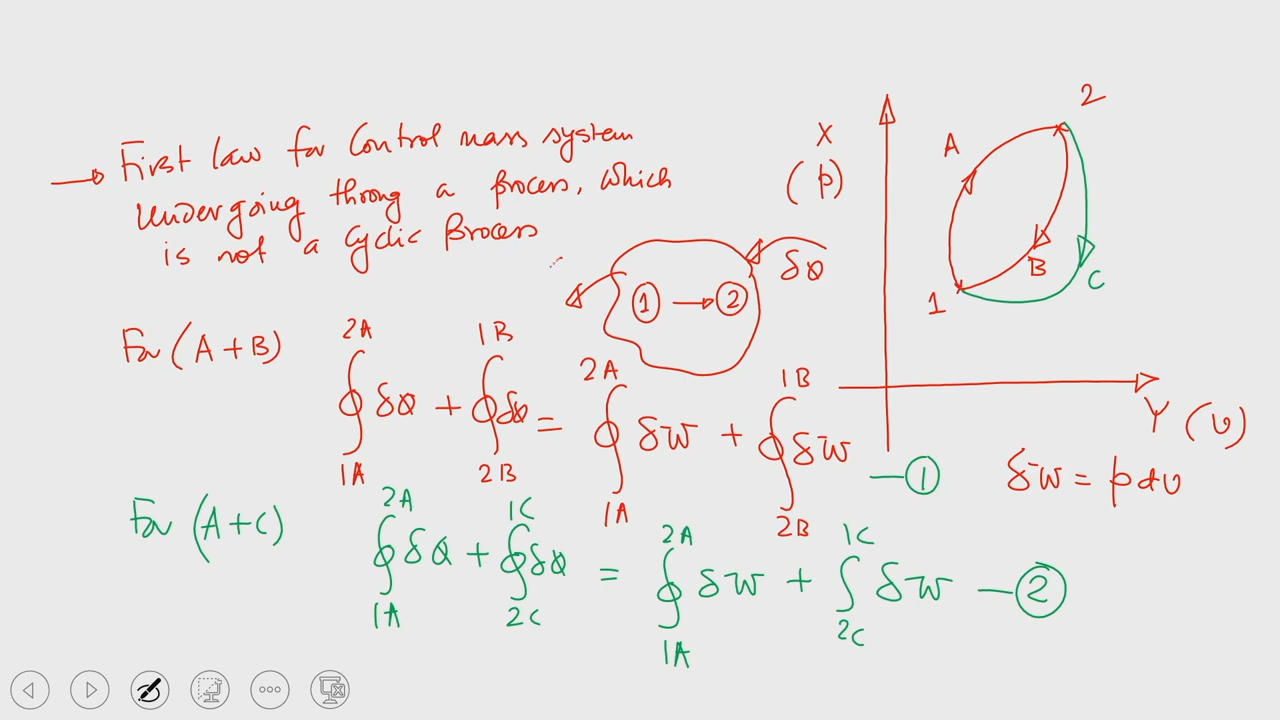 → First law for Control mass system
undergoing throng a process, which
is not a cyclic process
X
(p)
2
A
B
C
1
Y (v)
δQ
1 → 2
For (A+B) ∮_{1A}^{2A} δQ + ∮_{2B}^{1B} δQ = ∮_{1A}^{2A} δW + ∮_{2B}^{1B} δW —①
δW = pdv
For (A+C) ∮_{1A}^{2A} δQ + ∮_{2C}^{1C} δQ = ∮_{1A}^{2A} δW + ∫_{2C}^{1C} δW —②